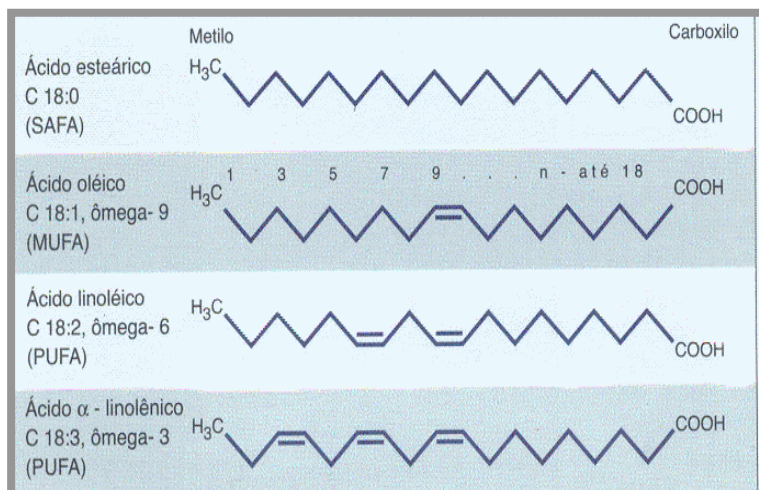 Metilo
Carboxilo
Ácido esteárico
C 18:0
(SAFA)
H₃C
COOH
Ácido oléico
C 18:1, ômega- 9
(MUFA)
H₃C
1 3 5 7 9 . . . n - até 18
COOH
Ácido linoléico
C 18:2, ômega- 6
(PUFA)
H₃C
COOH
Ácido α - linolênico
C 18:3, ômega- 3
(PUFA)
H₃C
COOH